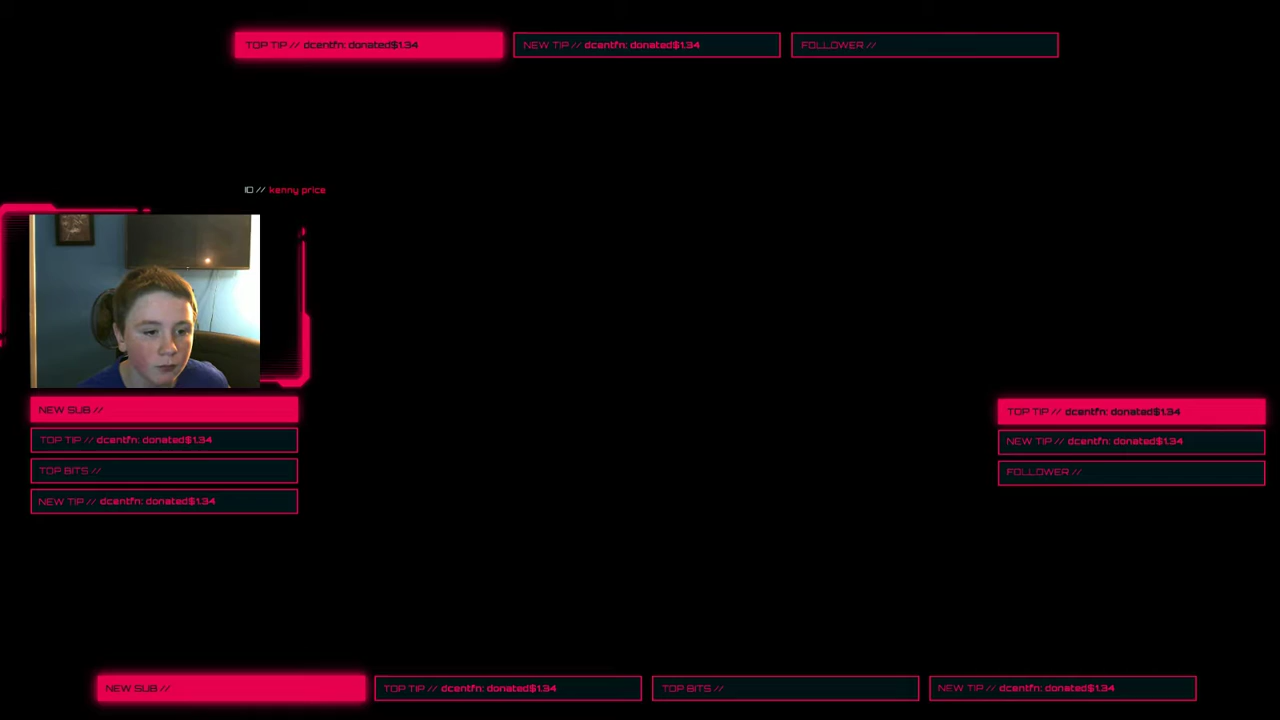 TOP TIP // dcentfn: donated$1.34
NEW TIP // dcentfn: donated$1.34
FOLLOWER //
ID // kenny price
NEW SUB //
TOP TIP // dcentfn: donated$1.34
TOP BITS //
NEW TIP // dcentfn: donated$1.34
TOP TIP // dcentfn: donated$1.34
NEW TIP // dcentfn: donated$1.34
FOLLOWER //
NEW SUB //
TOP TIP // dcentfn: donated$1.34
TOP BITS //
NEW TIP // dcentfn: donated$1.34